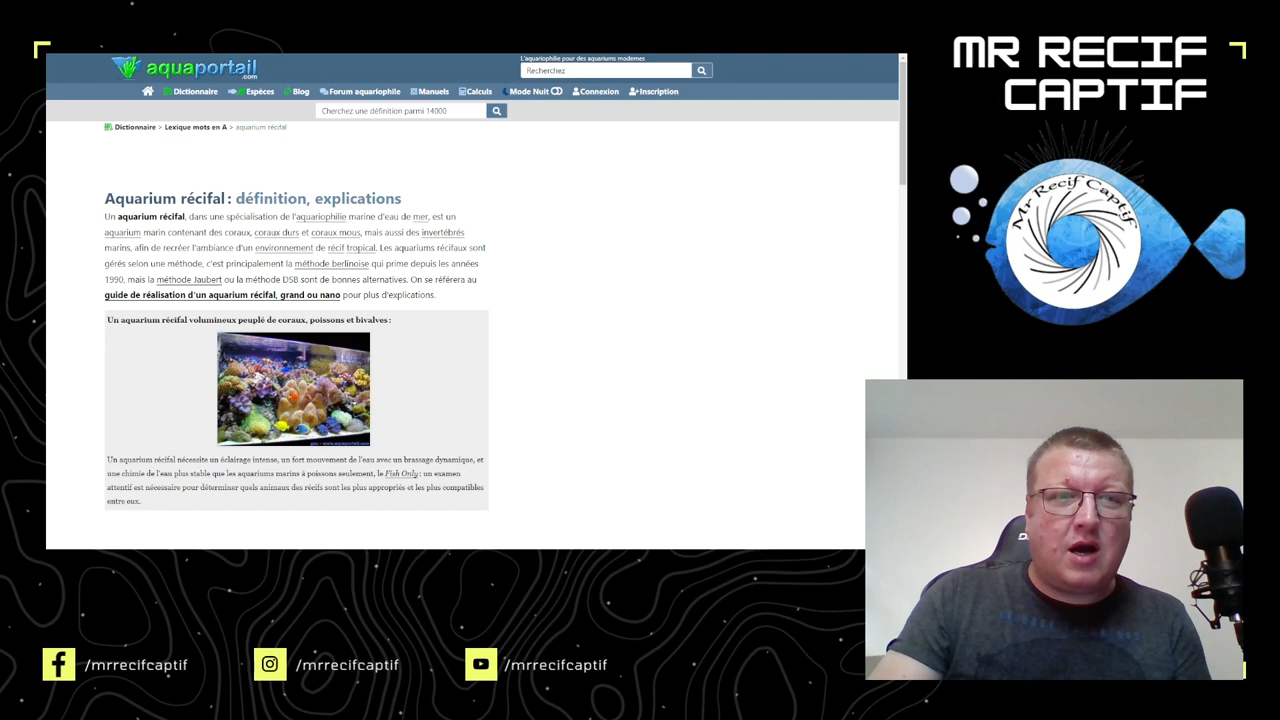 MR RECIF
CAPTIF
Mr Recif Captif
aquaportail
.com
L'aquariophilie pour des aquariums modernes
Recherchez
Dictionnaire Espèces Blog Forum aquariophile Manuels Calculs Mode Nuit Connexion Inscription
Cherchez une définition parmi 14000
Dictionnaire > Lexique mots en A > aquarium récifal
Aquarium récifal : définition, explications
Un aquarium récifal, dans une spécialisation de l'aquariophilie marine d'eau de mer, est un
aquarium marin contenant des coraux, coraux durs et coraux mous, mais aussi des invertébrés
marins, afin de recréer l'ambiance d'un environnement de récif tropical. Les aquariums récifaux sont
gérés selon une méthode, c'est principalement la méthode berlinoise qui prime depuis les années
1990, mais la méthode Jaubert ou la méthode DSB sont de bonnes alternatives. On se référera au
guide de réalisation d'un aquarium récifal, grand ou nano pour plus d'explications.
Un aquarium récifal volumineux peuplé de coraux, poissons et bivalves :
Un aquarium récifal nécessite un éclairage intense, un fort mouvement de l'eau avec un brassage dynamique, et
une chimie de l'eau plus stable que les aquariums marins à poissons seulement, le Fish Only : un examen
attentif est nécessaire pour déterminer quels animaux des récifs sont les plus appropriés et les plus compatibles
entre eux.
/mrrecifcaptif
/mrrecifcaptif
/mrrecifcaptif